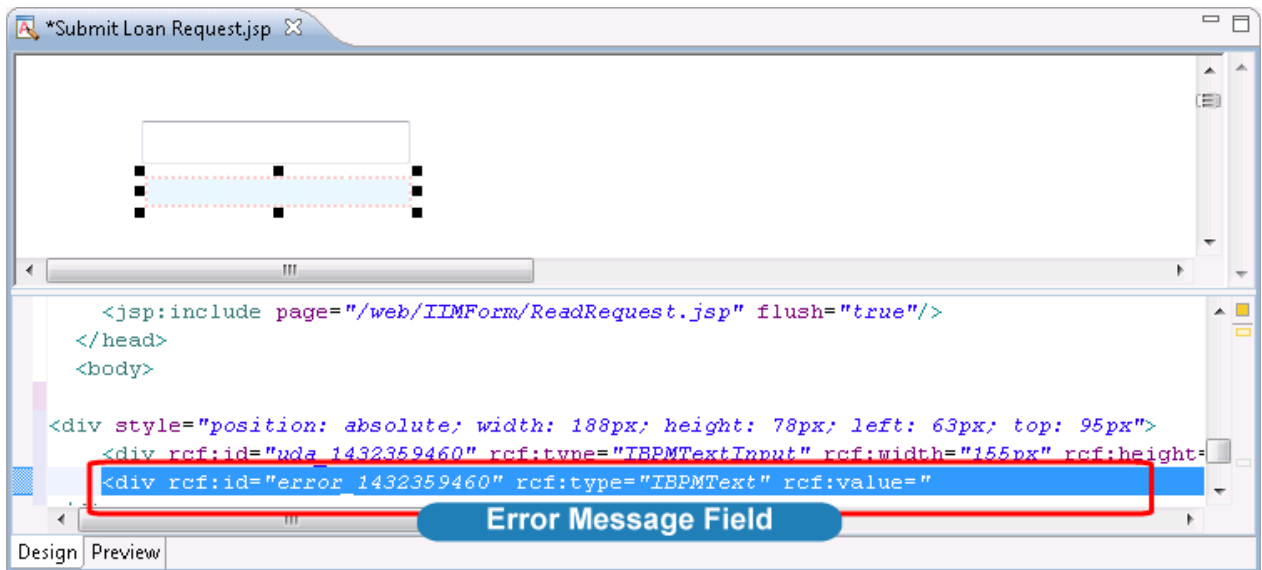 *Submit Loan Request.jsp
<jsp:include page="/web/IIMForm/ReadRequest.jsp" flush="true"/>
</head>
<body>
<div style="position: absolute; width: 188px; height: 78px; left: 63px; top: 95px">
<div rcf:id="uda_1432359460" rcf:type="IBPMTextInput" rcf:width="155px" rcf:height=
<div rcf:id="error_1432359460" rcf:type="IBPMText" rcf:value="
Error Message Field
Design Preview